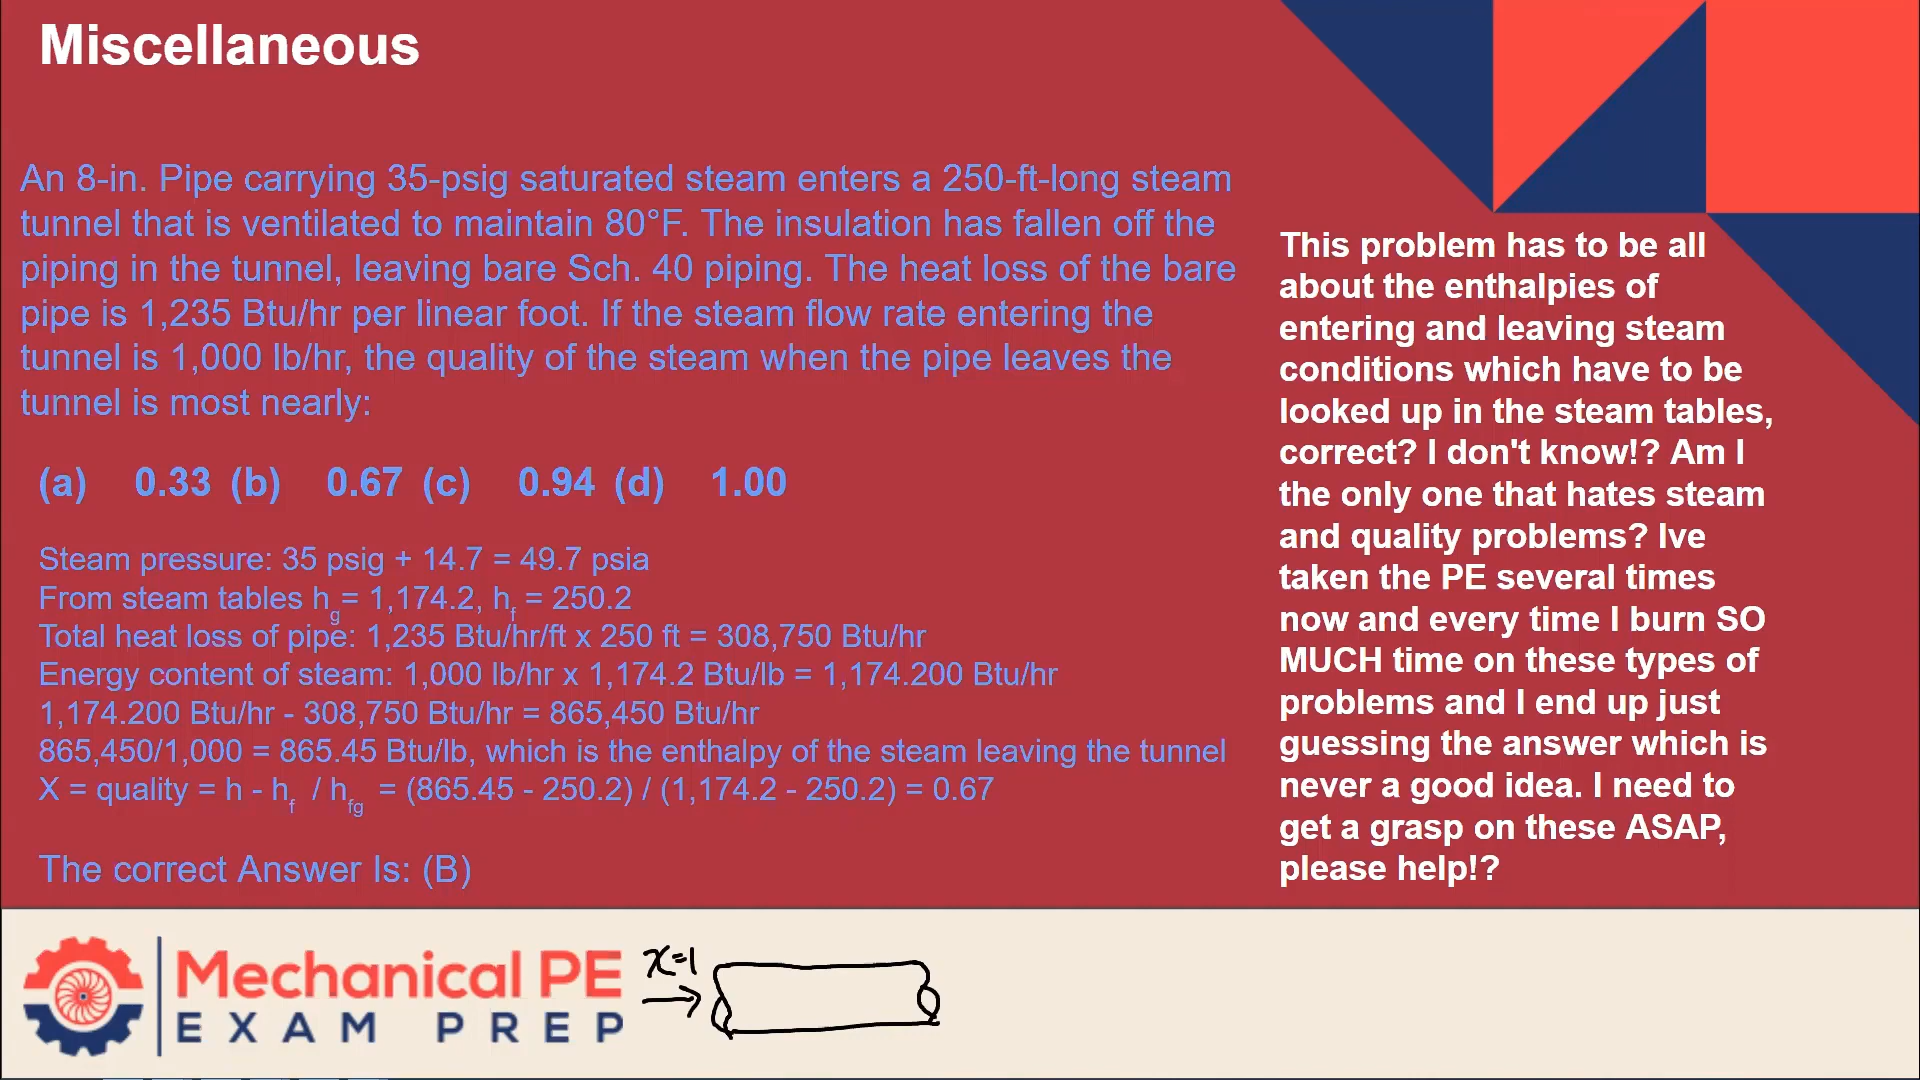 Miscellaneous
An 8-in. Pipe carrying 35-psig saturated steam enters a 250-ft-long steam
tunnel that is ventilated to maintain 80°F. The insulation has fallen off the
piping in the tunnel, leaving bare Sch. 40 piping. The heat loss of the bare
pipe is 1,235 Btu/hr per linear foot. If the steam flow rate entering the
tunnel is 1,000 lb/hr, the quality of the steam when the pipe leaves the
tunnel is most nearly:
(a) 0.33 (b) 0.67 (c) 0.94 (d) 1.00
Steam pressure: 35 psig + 14.7 = 49.7 psia
From steam tables hg= 1,174.2, hf = 250.2
Total heat loss of pipe: 1,235 Btu/hr/ft x 250 ft = 308,750 Btu/hr
Energy content of steam: 1,000 lb/hr x 1,174.2 Btu/lb = 1,174.200 Btu/hr
1,174.200 Btu/hr - 308,750 Btu/hr = 865,450 Btu/hr
865,450/1,000 = 865.45 Btu/lb, which is the enthalpy of the steam leaving the tunnel
X = quality = h - hf / hfg = (865.45 - 250.2) / (1,174.2 - 250.2) = 0.67
The correct Answer Is: (B)
This problem has to be all
about the enthalpies of
entering and leaving steam
conditions which have to be
looked up in the steam tables,
correct? I don't know!? Am I
the only one that hates steam
and quality problems? Ive
taken the PE several times
now and every time I burn SO
MUCH time on these types of
problems and I end up just
guessing the answer which is
never a good idea. I need to
get a grasp on these ASAP,
please help!?
Mechanical PE
EXAM PREP
x=1